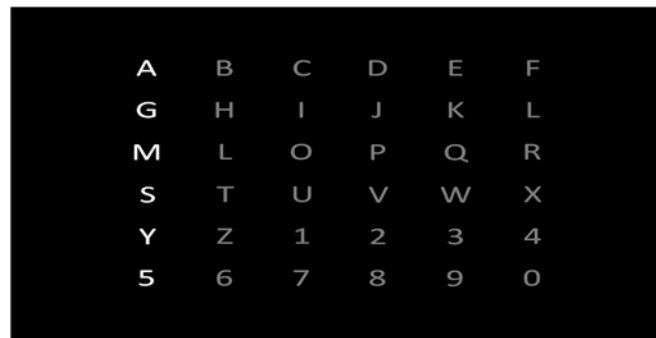 A B C D E F
G H I J K L
M L O P Q R
S T U V W X
Y Z 1 2 3 4
5 6 7 8 9 0